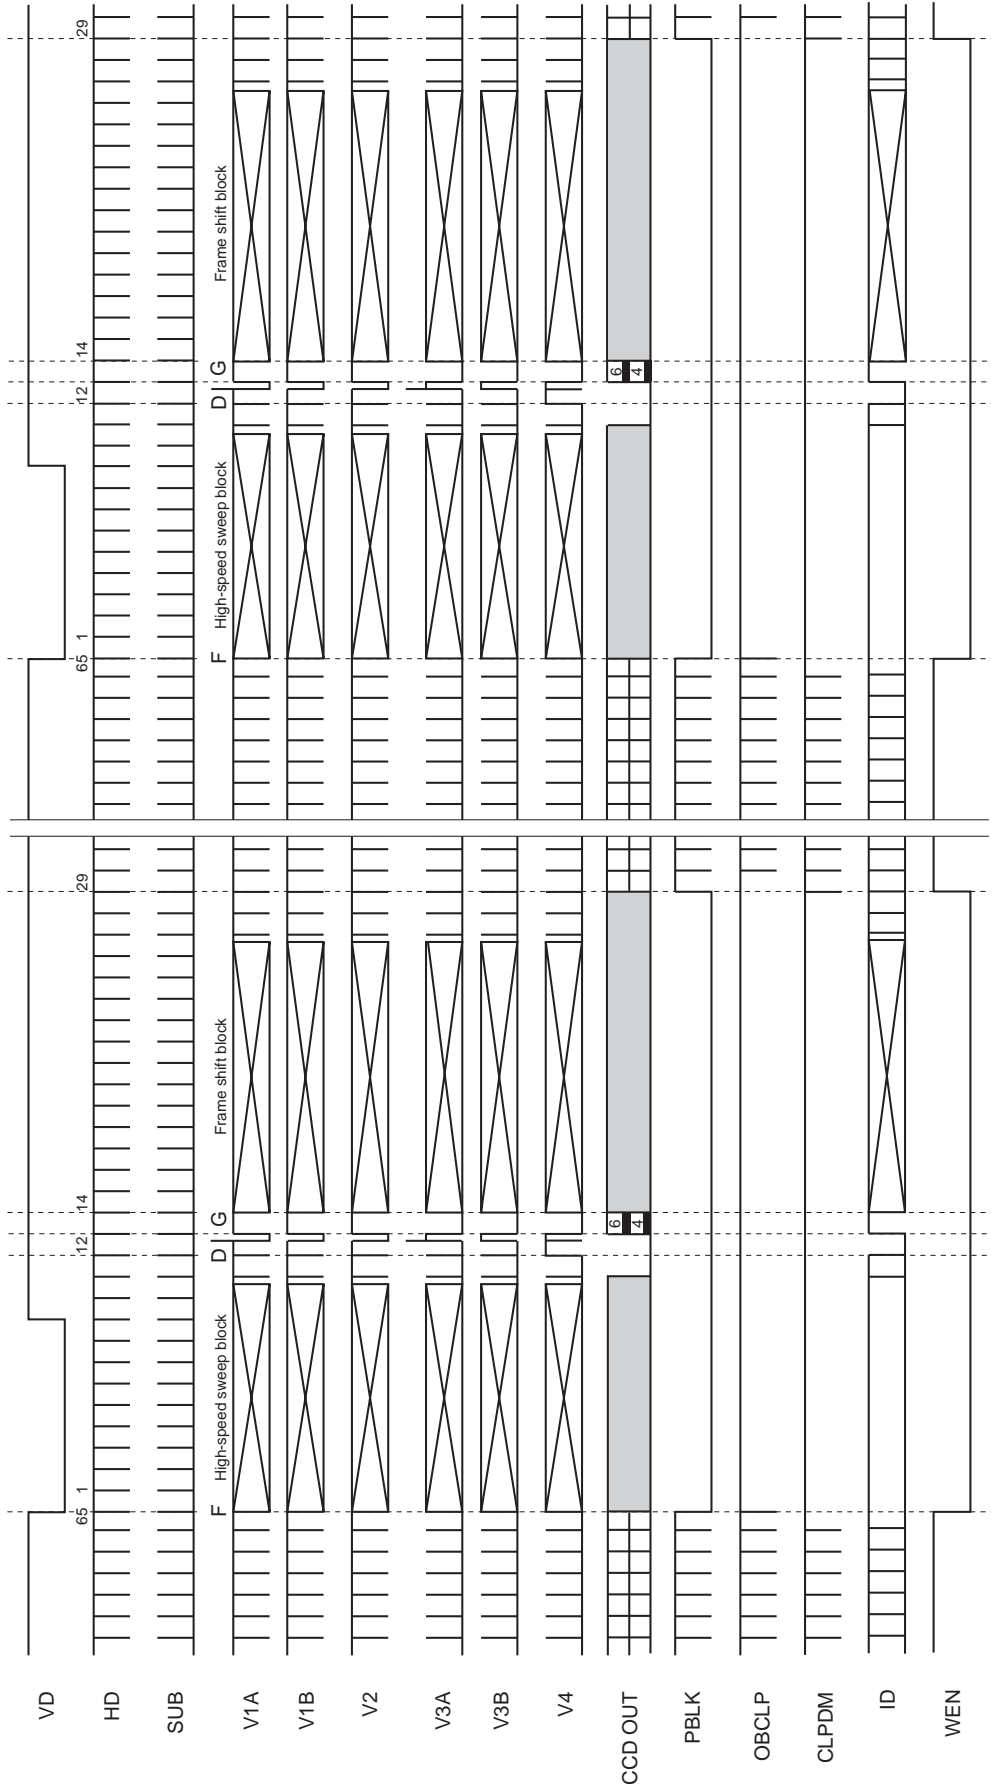 VD
65 1 12 14 29 65 1 12 14 29
HD
SUB
F High-speed sweep block D G Frame shift block F High-speed sweep block D G Frame shift block
V1A
V1B
V2
V3A
V3B
V4
6 6
CCD OUT
4 4
PBLK
OBCLP
CLPDM
ID
WEN